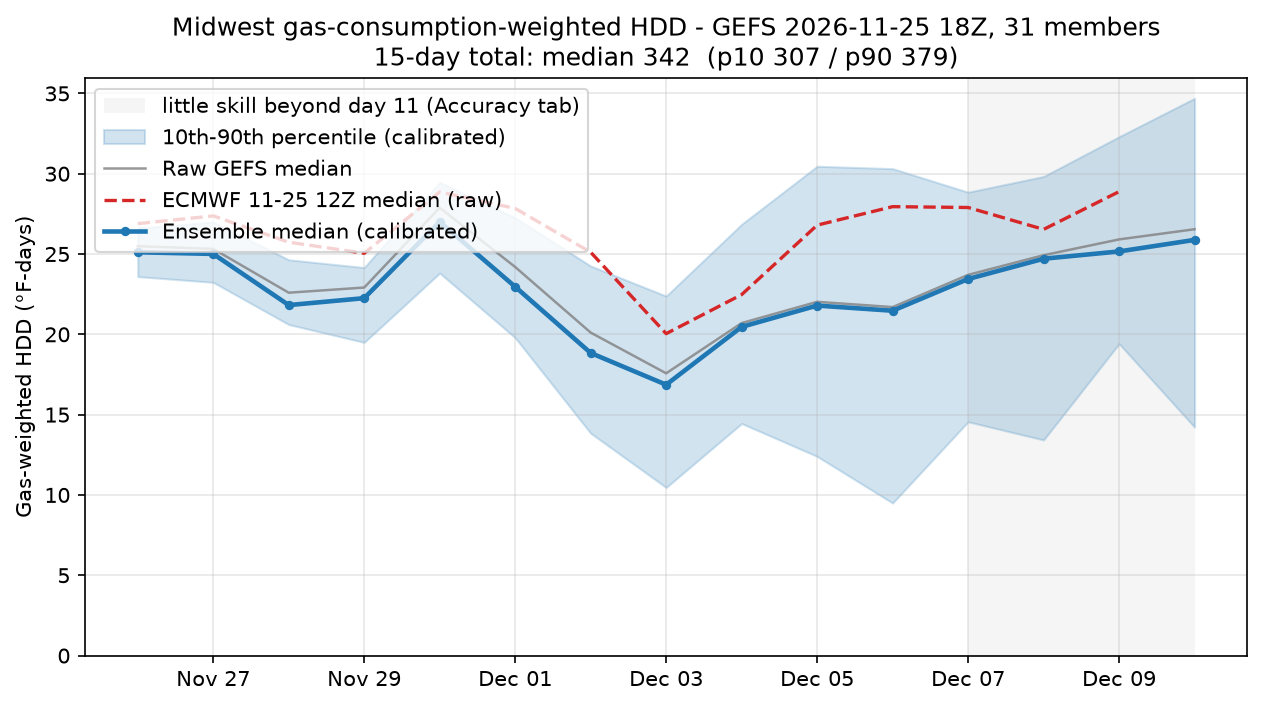 Midwest gas-consumption-weighted HDD - GEFS 2026-11-25 18Z, 31 members
15-day total: median 342  (p10 307 / p90 379)
little skill beyond day 11 (Accuracy tab)
10th-90th percentile (calibrated)
Raw GEFS median
ECMWF 11-25 12Z median (raw)
Ensemble median (calibrated)
Gas-weighted HDD (°F-days)
35
30
25
20
15
10
5
0
Nov 27
Nov 29
Dec 01
Dec 03
Dec 05
Dec 07
Dec 09